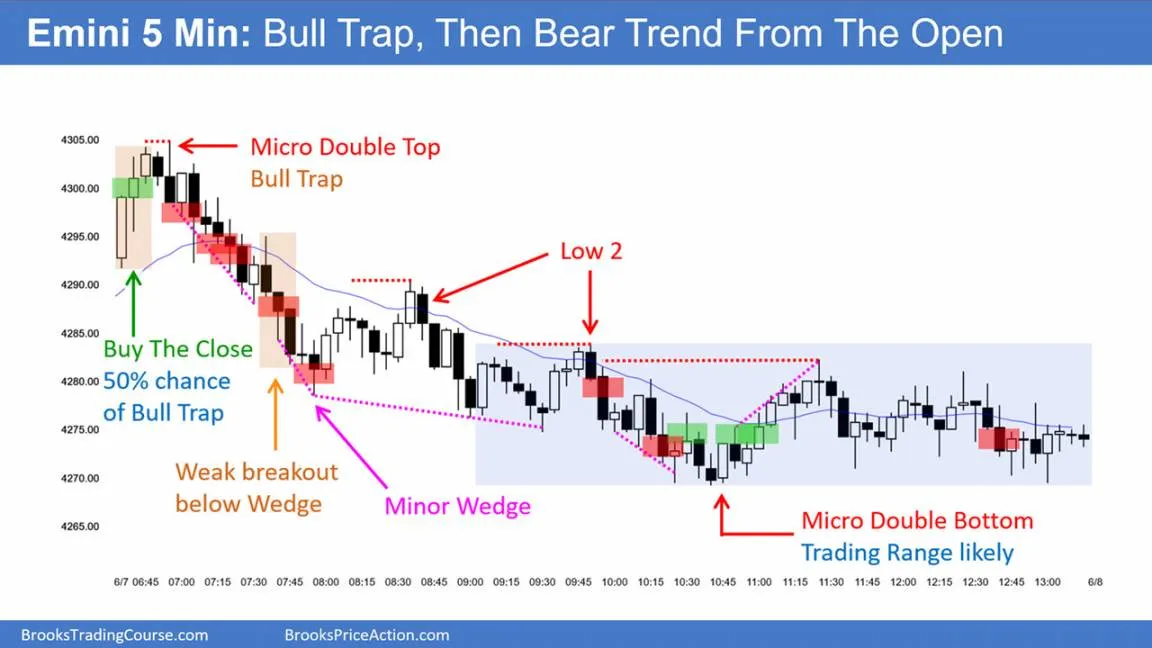 Emini 5 Min: Bull Trap, Then Bear Trend From The Open
4305.00
4300.00
4295.00
4290.00
4285.00
4280.00
4275.00
4270.00
4265.00
Micro Double Top
Bull Trap
Low 2
Buy The Close
50% chance
of Bull Trap
Weak breakout
below Wedge
Minor Wedge
Micro Double Bottom
Trading Range likely
6/7 06:45 07:00 07:15 07:30 07:45 08:00 08:15 08:30 08:45 09:00 09:15 09:30 09:45 10:00 10:15 10:30 10:45 11:00 11:15 11:30 11:45 12:00 12:15 12:30 12:45 13:00 6/8
BrooksTradingCourse.com BrooksPriceAction.com